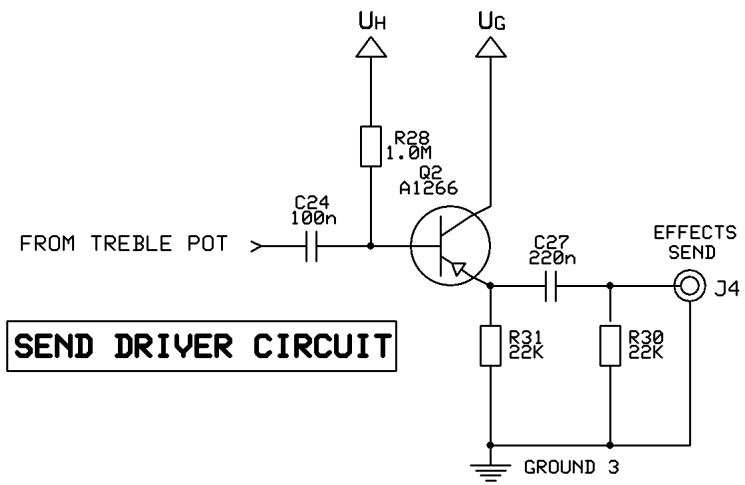 UH
UG
R28
1.0M
Q2
A1266
C24
100n
FROM TREBLE POT
C27
220n
EFFECTS
SEND
J4
SEND DRIVER CIRCUIT
R31
22K
R30
22K
GROUND 3